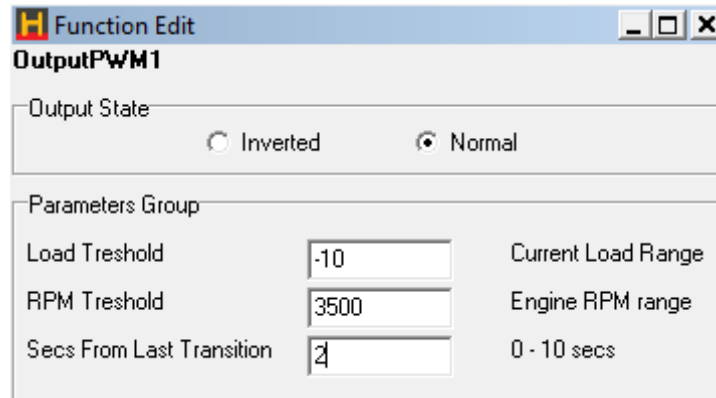 H Function Edit
OutputPWM1
Output State
Inverted Normal
Parameters Group
Load Treshold -10 Current Load Range
RPM Treshold 3500 Engine RPM range
Secs From Last Transition 2 0 - 10 secs